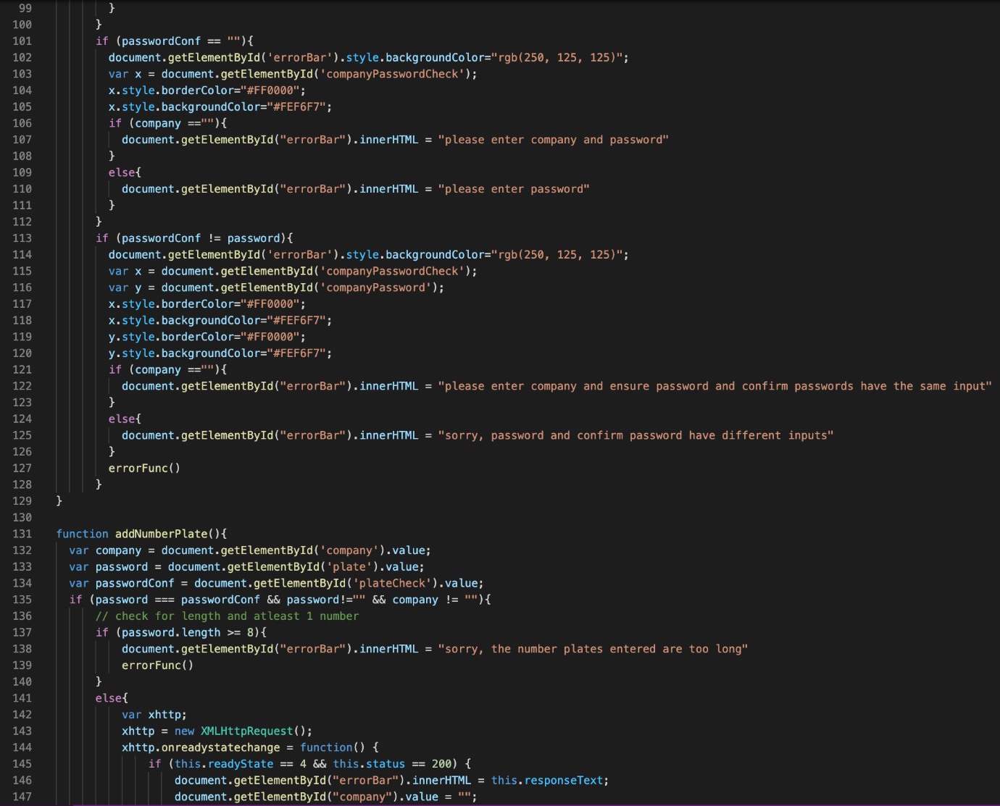 99 }
100 }
101 if (passwordConf == ""){
102 document.getElementById('errorBar').style.backgroundColor="rgb(250, 125, 125)";
103 var x = document.getElementById('companyPasswordCheck');
104 x.style.borderColor="#FF0000";
105 x.style.backgroundColor="#FEF6F7";
106 if (company ==""){
107 document.getElementById("errorBar").innerHTML = "please enter company and password"
108 }
109 else{
110 document.getElementById("errorBar").innerHTML = "please enter password"
111 }
112 }
113 if (passwordConf != password){
114 document.getElementById('errorBar').style.backgroundColor="rgb(250, 125, 125)";
115 var x = document.getElementById('companyPasswordCheck');
116 var y = document.getElementById('companyPassword');
117 x.style.borderColor="#FF0000";
118 x.style.backgroundColor="#FEF6F7";
119 y.style.borderColor="#FF0000";
120 y.style.backgroundColor="#FEF6F7";
121 if (company ==""){
122 document.getElementById("errorBar").innerHTML = "please enter company and ensure password and confirm passwords have the same input"
123 }
124 else{
125 document.getElementById("errorBar").innerHTML = "sorry, password and confirm password have different inputs"
126 }
127 errorFunc()
128 }
129 }
130
131 function addNumberPlate(){
132 var company = document.getElementById('company').value;
133 var password = document.getElementById('plate').value;
134 var passwordConf = document.getElementById('plateCheck').value;
135 if (password === passwordConf && password!="" && company != ""){
136 // check for length and atleast 1 number
137 if (password.length >= 8){
138 document.getElementById("errorBar").innerHTML = "sorry, the number plates entered are too long"
139 errorFunc()
140 }
141 else{
142 var xhttp;
143 xhttp = new XMLHttpRequest();
144 xhttp.onreadystatechange = function() {
145 if (this.readyState == 4 && this.status == 200) {
146 document.getElementById("errorBar").innerHTML = this.responseText;
147 document.getElementById("company").value = "";